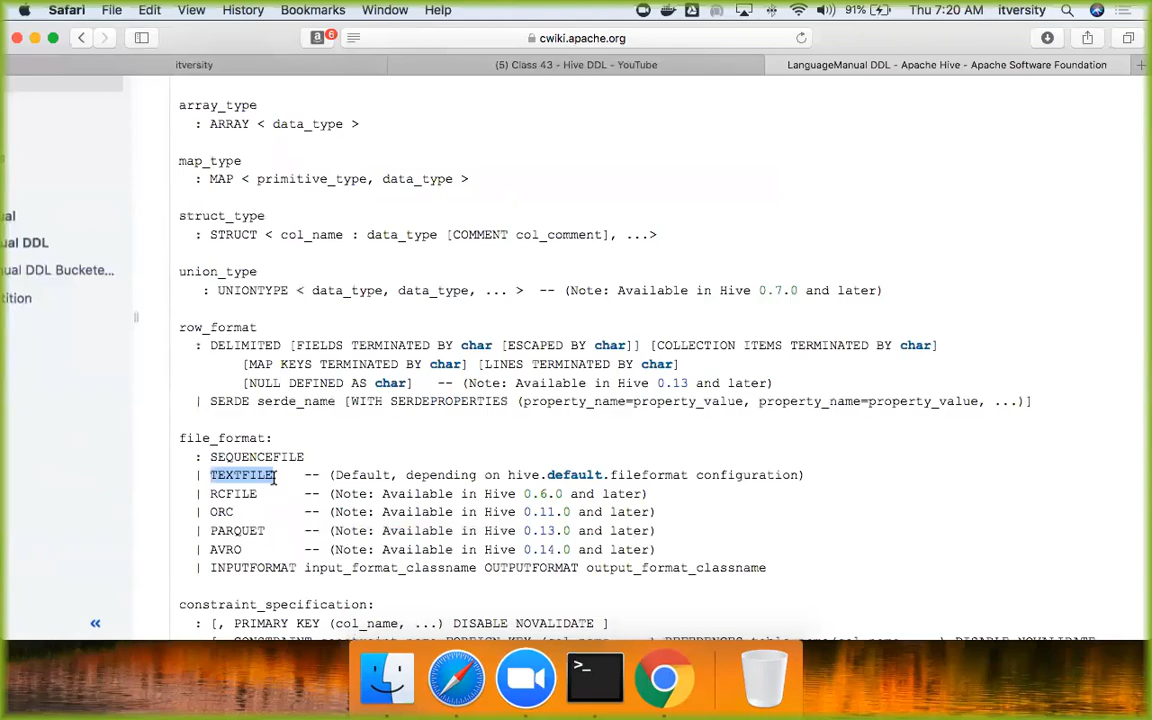 Safari File Edit View History Bookmarks Window Help 91% Thu 7:20 AM itversity
a 6 cwiki.apache.org
itversity (5) Class 43 - Hive DDL - YouTube LanguageManual DDL - Apache Hive - Apache Software Foundation
ual
ual DDL
ual DDL Buckete...
tition
array_type
: ARRAY < data_type >
map_type
: MAP < primitive_type, data_type >
struct_type
: STRUCT < col_name : data_type [COMMENT col_comment], ...>
union_type
: UNIONTYPE < data_type, data_type, ... > -- (Note: Available in Hive 0.7.0 and later)
row_format
: DELIMITED [FIELDS TERMINATED BY char [ESCAPED BY char]] [COLLECTION ITEMS TERMINATED BY char]
[MAP KEYS TERMINATED BY char] [LINES TERMINATED BY char]
[NULL DEFINED AS char] -- (Note: Available in Hive 0.13 and later)
| SERDE serde_name [WITH SERDEPROPERTIES (property_name=property_value, property_name=property_value, ...)]
file_format:
: SEQUENCEFILE
| TEXTFILE -- (Default, depending on hive.default.fileformat configuration)
| RCFILE -- (Note: Available in Hive 0.6.0 and later)
| ORC -- (Note: Available in Hive 0.11.0 and later)
| PARQUET -- (Note: Available in Hive 0.13.0 and later)
| AVRO -- (Note: Available in Hive 0.14.0 and later)
| INPUTFORMAT input_format_classname OUTPUTFORMAT output_format_classname
constraint_specification:
: [, PRIMARY KEY (col_name, ...) DISABLE NOVALIDATE ]